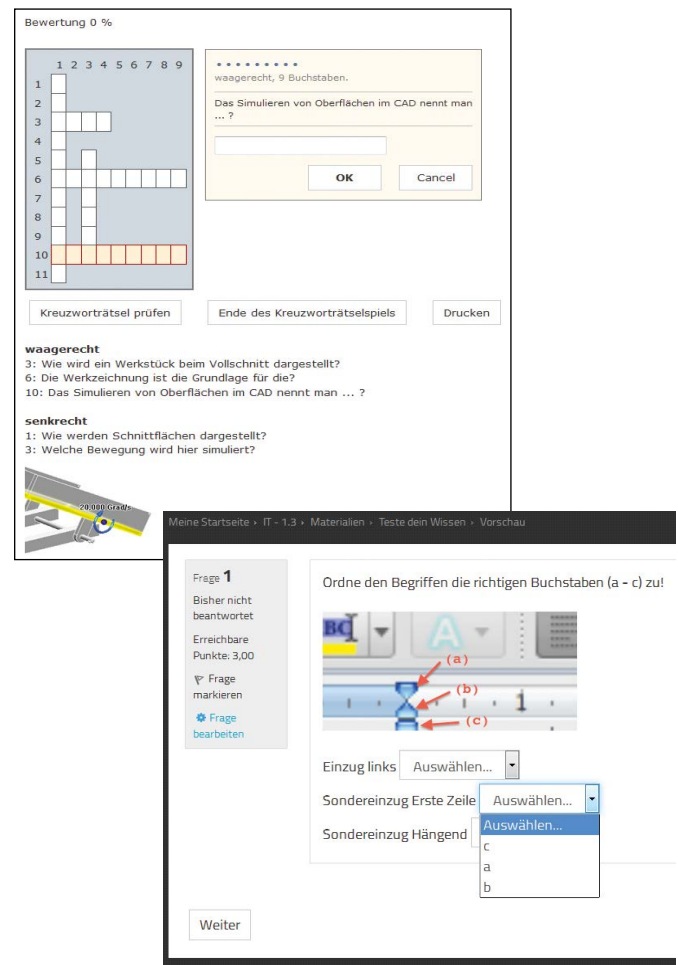 Bewertung 0 %
1 2 3 4 5 6 7 8 9
1
2
3
4
5
6
7
8
9
10
11
waagerecht, 9 Buchstaben.
Das Simulieren von Oberflächen im CAD nennt man
... ?
OK Cancel
Kreuzworträtsel prüfen Ende des Kreuzworträtselspiels Drucken
waagerecht
3: Wie wird ein Werkstück beim Vollschnitt dargestellt?
6: Die Werkzeichnung ist die Grundlage für die?
10: Das Simulieren von Oberflächen im CAD nennt man ... ?
senkrecht
1: Wie werden Schnittflächen dargestellt?
3: Welche Bewegung wird hier simuliert?
20,000 Grad/s
Meine Startseite › IT - 1.3 › Materialien › Teste dein Wissen › Vorschau
Frage 1
Bisher nicht
beantwortet
Erreichbare
Punkte: 3,00
Frage
markieren
Frage
bearbeiten
Ordne den Begriffen die richtigen Buchstaben (a - c) zu!
BC A
(a)
(b)
1
(c)
Einzug links Auswählen...
Sondereinzug Erste Zeile Auswählen...
Auswählen...
Sondereinzug Hängend
c
a
b
Weiter